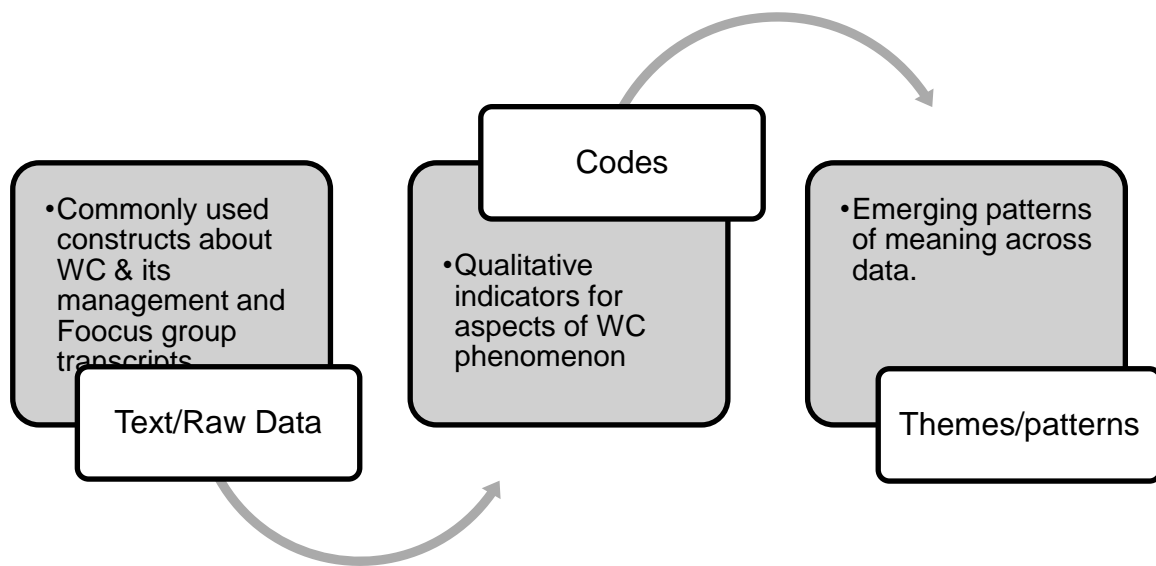 •Commonly used
constructs about
WC & its
management and
Foocus group
transcripts
Text/Raw Data
Codes
•Qualitative
indicators for
aspects of WC
phenomenon
•Emerging patterns
of meaning across
data.
Themes/patterns